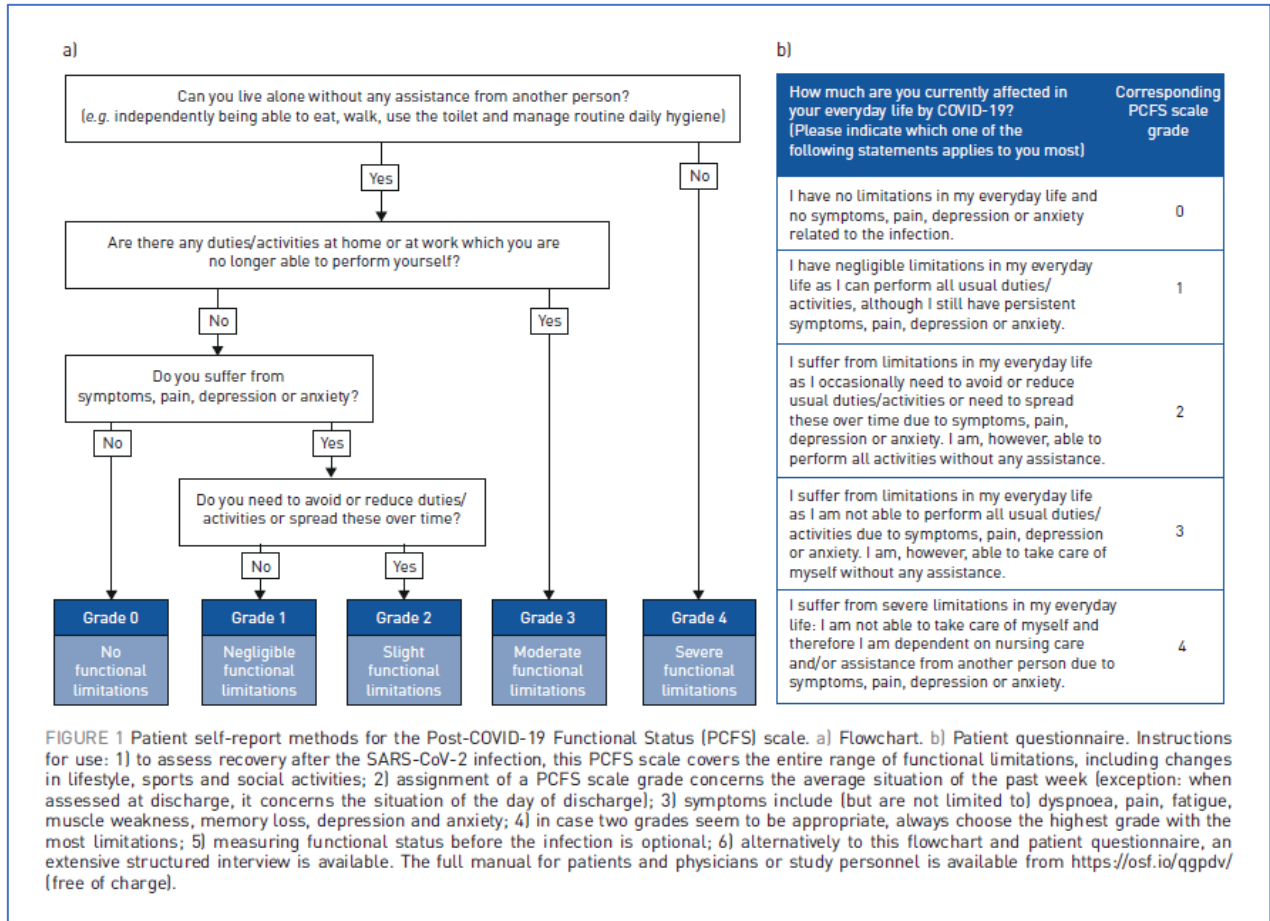 a)
Can you live alone without any assistance from another person?
(e.g. independently being able to eat, walk, use the toilet and manage routine daily hygiene)
Yes
No
Are there any duties/activities at home or at work which you are
no longer able to perform yourself?
No
Yes
Do you suffer from
symptoms, pain, depression or anxiety?
No
Yes
Do you need to avoid or reduce duties/
activities or spread these over time?
No
Yes
Grade 0
No
functional
limitations
Grade 1
Negligible
functional
limitations
Grade 2
Slight
functional
limitations
Grade 3
Moderate
functional
limitations
Grade 4
Severe
functional
limitations
b)
How much are you currently affected in
your everyday life by COVID-19?
(Please indicate which one of the
following statements applies to you most)
Corresponding
PCFS scale
grade
I have no limitations in my everyday life and
no symptoms, pain, depression or anxiety
related to the infection.
0
I have negligible limitations in my everyday
life as I can perform all usual duties/
activities, although I still have persistent
symptoms, pain, depression or anxiety.
1
I suffer from limitations in my everyday life
as I occasionally need to avoid or reduce
usual duties/activities or need to spread
these over time due to symptoms, pain,
depression or anxiety. I am, however, able to
perform all activities without any assistance.
2
I suffer from limitations in my everyday life
as I am not able to perform all usual duties/
activities due to symptoms, pain, depression
or anxiety. I am, however, able to take care of
myself without any assistance.
3
I suffer from severe limitations in my everyday
life: I am not able to take care of myself and
therefore I am dependent on nursing care
and/or assistance from another person due to
symptoms, pain, depression or anxiety.
4
FIGURE 1 Patient self-report methods for the Post-COVID-19 Functional Status (PCFS) scale. a) Flowchart. b) Patient questionnaire. Instructions
for use: 1) to assess recovery after the SARS-CoV-2 infection, this PCFS scale covers the entire range of functional limitations, including changes
in lifestyle, sports and social activities; 2) assignment of a PCFS scale grade concerns the average situation of the past week (exception: when
assessed at discharge, it concerns the situation of the day of discharge); 3) symptoms include (but are not limited to) dyspnoea, pain, fatigue,
muscle weakness, memory loss, depression and anxiety; 4) in case two grades seem to be appropriate, always choose the highest grade with the
most limitations; 5) measuring functional status before the infection is optional; 6) alternatively to this flowchart and patient questionnaire, an
extensive structured interview is available. The full manual for patients and physicians or study personnel is available from https://osf.io/qgpdv/
(free of charge).